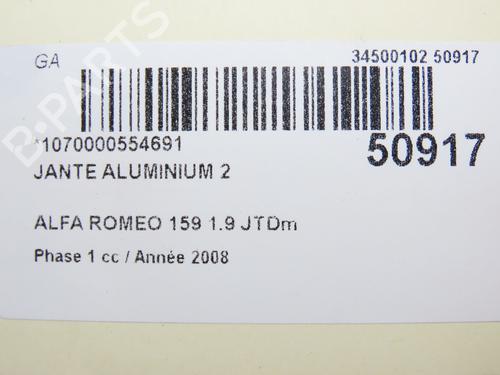 GA
34500102 50917
*1070000554691
50917
JANTE ALUMINIUM 2
ALFA ROMEO 159 1.9 JTDm
Phase 1 cc / Année 2008
B-PARTS